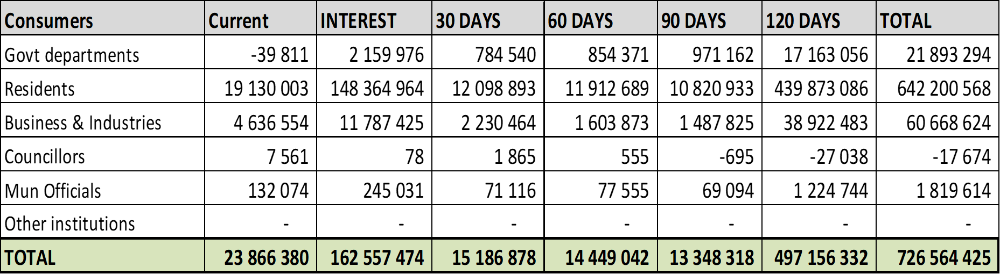 Consumers Current INTEREST 30 DAYS 60 DAYS 90 DAYS 120 DAYS TOTAL
Govt departments -39 811 2 159 976 784 540 854 371 971 162 17 163 056 21 893 294
Residents 19 130 003 148 364 964 12 098 893 11 912 689 10 820 933 439 873 086 642 200 568
Business & Industries 4 636 554 11 787 425 2 230 464 1 603 873 1 487 825 38 922 483 60 668 624
Councillors 7 561 78 1 865 555 -695 -27 038 -17 674
Mun Officials 132 074 245 031 71 116 77 555 69 094 1 224 744 1 819 614
Other institutions - - - - - - -
TOTAL 23 866 380 162 557 474 15 186 878 14 449 042 13 348 318 497 156 332 726 564 425